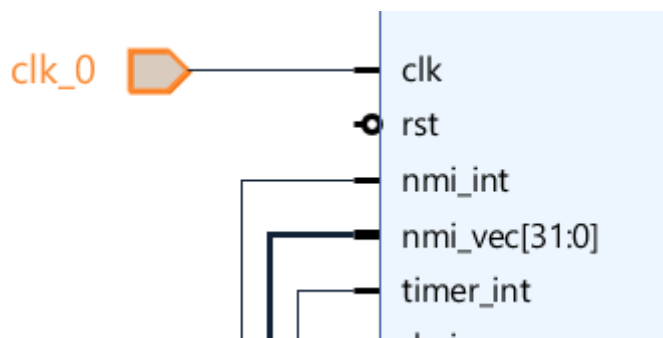 clk_0
clk
rst
nmi_int
nmi_vec[31:0]
timer_int